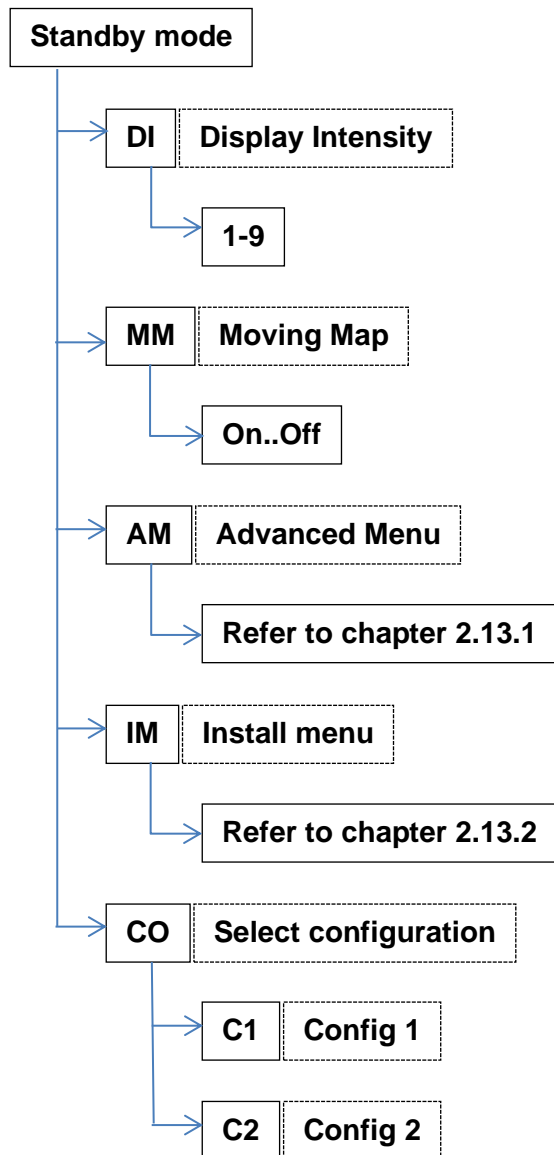 Standby mode
DI Display Intensity
1-9
MM Moving Map
On..Off
AM Advanced Menu
Refer to chapter 2.13.1
IM Install menu
Refer to chapter 2.13.2
CO Select configuration
C1 Config 1
C2 Config 2